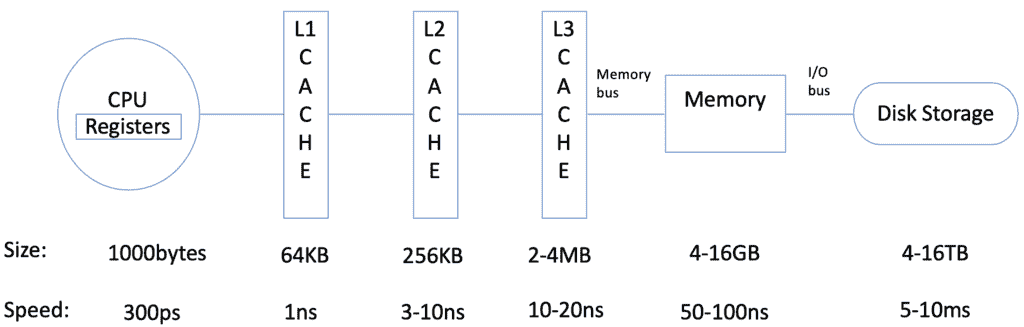 CPU
Registers
L1
C
A
C
H
E
L2
C
A
C
H
E
L3
C
A
C
H
E
Memory
bus
Memory
I/O
bus
Disk Storage
Size: 1000bytes 64KB 256KB 2-4MB 4-16GB 4-16TB
Speed: 300ps 1ns 3-10ns 10-20ns 50-100ns 5-10ms